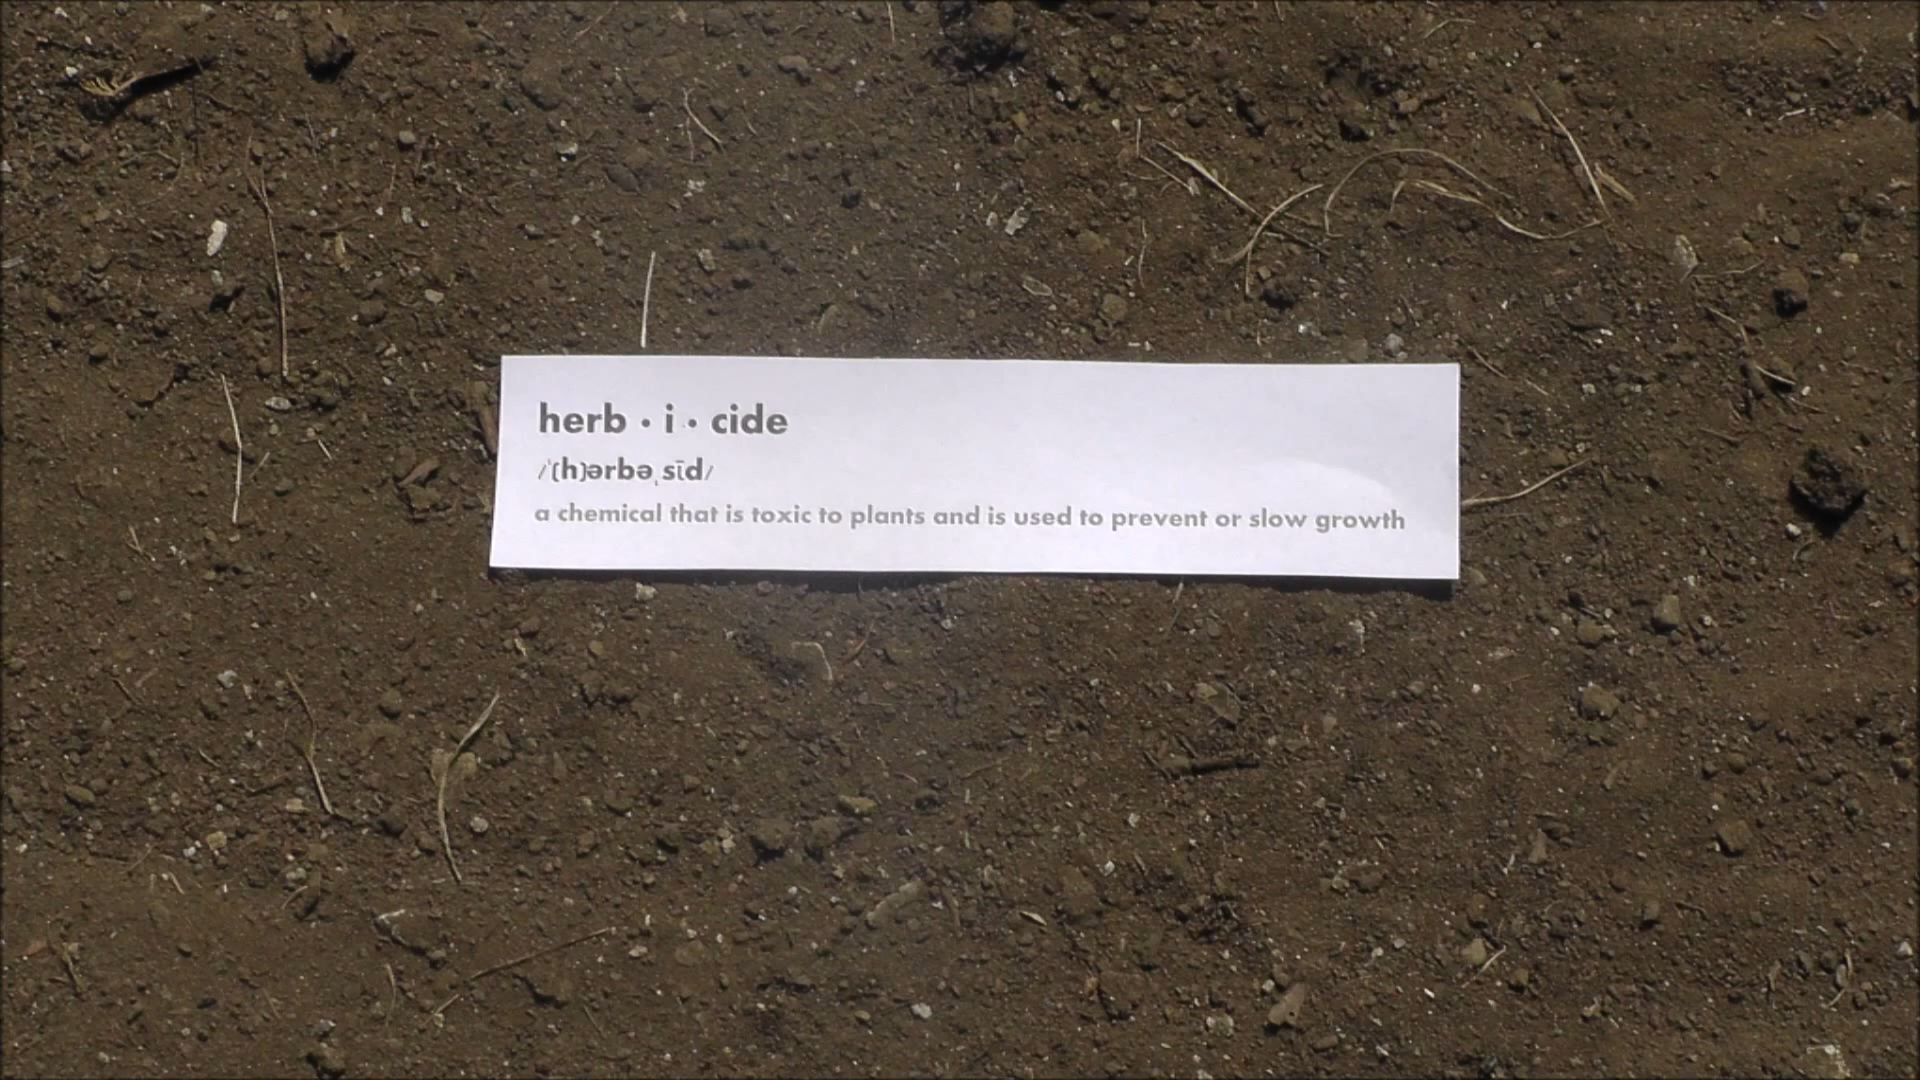 herb • i • cide
/ˈ(h)ərbəˌsīd/
a chemical that is toxic to plants and is used to prevent or slow growth